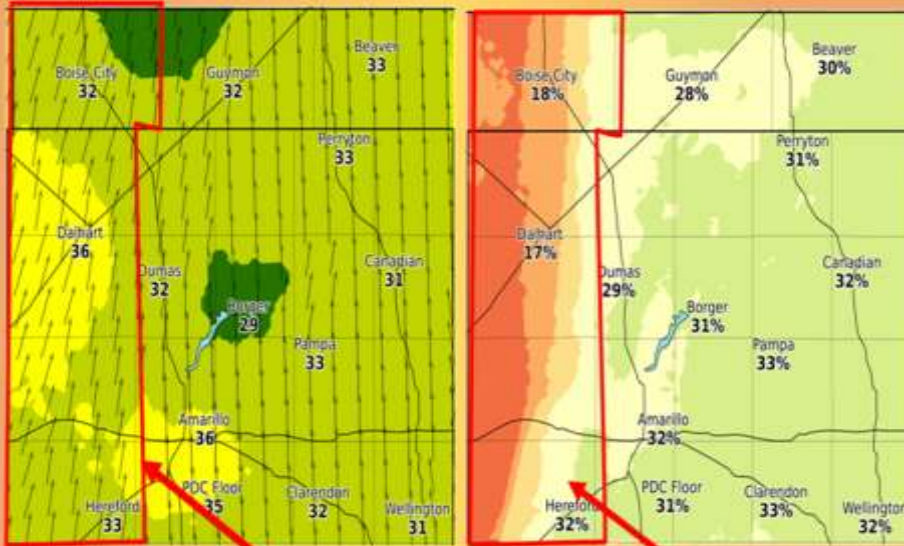 Beaver
33
Boise City
32
Guymon
32
Perryton
33
Dalhart
36
Dumas
32
Canadian
31
Borger
29
Pampa
33
Amarillo
36
PDC Floor
35
Hereford
33
Clarendon
32
Wellington
31
Beaver
30%
Boise City
18%
Guymon
28%
Perryton
31%
Dalhart
17%
Dumas
29%
Canadian
32%
Borger
31%
Pampa
33%
Amarillo
32%
PDC Floor
31%
Hereford
32%
Clarendon
33%
Wellington
32%